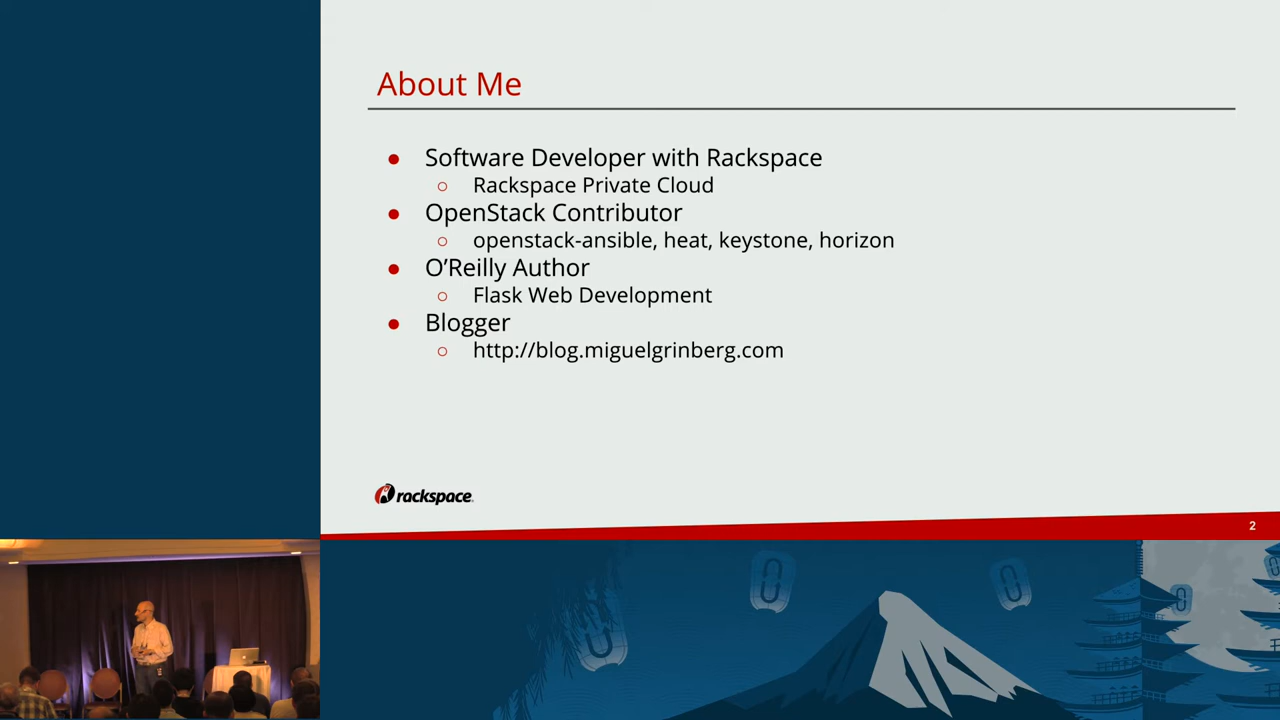 About Me
● Software Developer with Rackspace
○ Rackspace Private Cloud
● OpenStack Contributor
○ openstack-ansible, heat, keystone, horizon
● O’Reilly Author
○ Flask Web Development
● Blogger
○ http://blog.miguelgrinberg.com
rackspace.
2